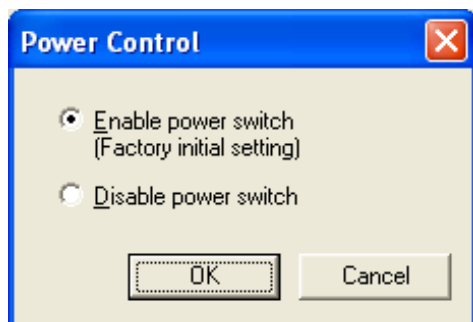 Power Control
Enable power switch
(Factory initial setting)
Disable power switch
OK
Cancel